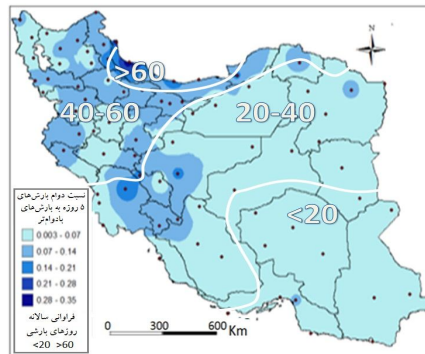 N
>60
40-60
20-40
<20
نسبت دوام بارش‌های
۵ روزه به بارش‌های
بادوام‌تر
0.003 - 0.07
0.07 - 0.14
0.14 - 0.21
0.21 - 0.28
0.28 - 0.35
فراوانی سالانه
روزهای بارشی
<20 >60
0 300 600
Km